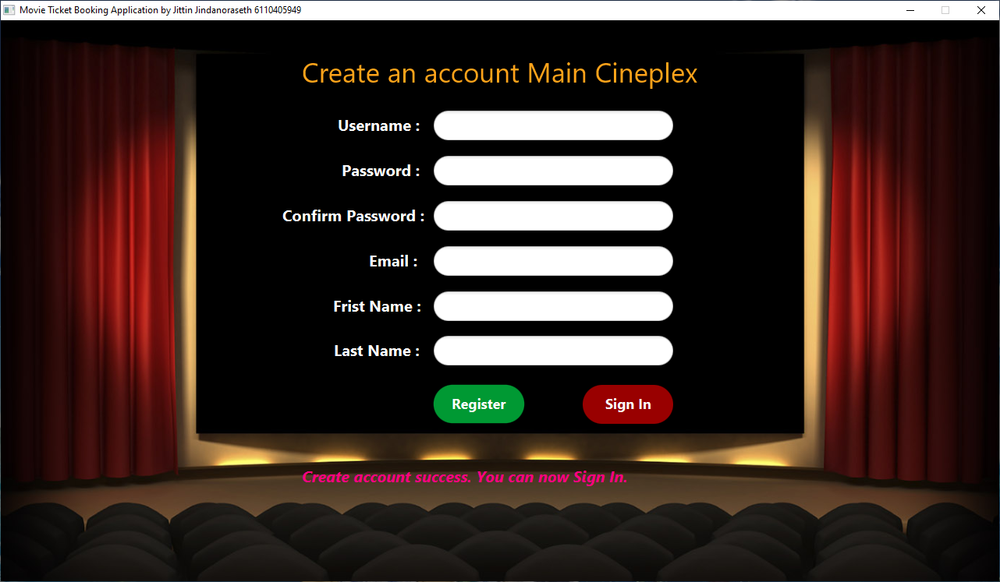 Movie Ticket Booking Application by Jittin Jindanoraseth 6110405949
Create an account Main Cineplex
Username :
Password :
Confirm Password :
Email :
Frist Name :
Last Name :
Register Sign In
Create account success. You can now Sign In.